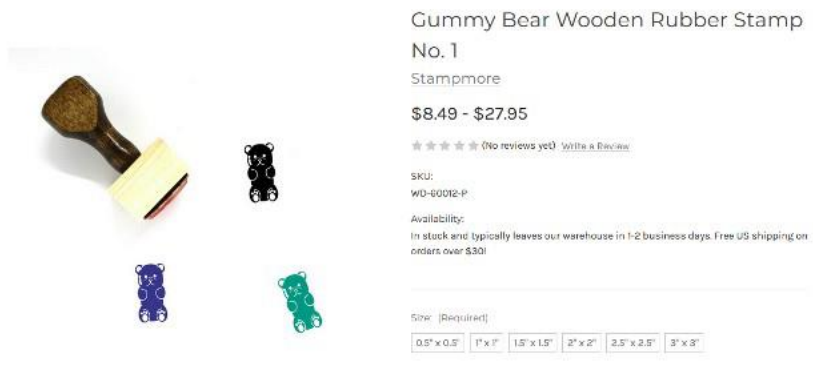 Gummy Bear Wooden Rubber Stamp
No. 1
Stampmore
$8.49 - $27.95
(No reviews yet) Write a Review
SKU:
WD-60012-P
Availability:
In stock and typically leaves our warehouse in 1-2 business days. Free US shipping on
orders over $30!
Size: (Required)
0.5" x 0.5" 1" x 1" 1.5" x 1.5" 2" x 2" 2.5" x 2.5" 3" x 3"